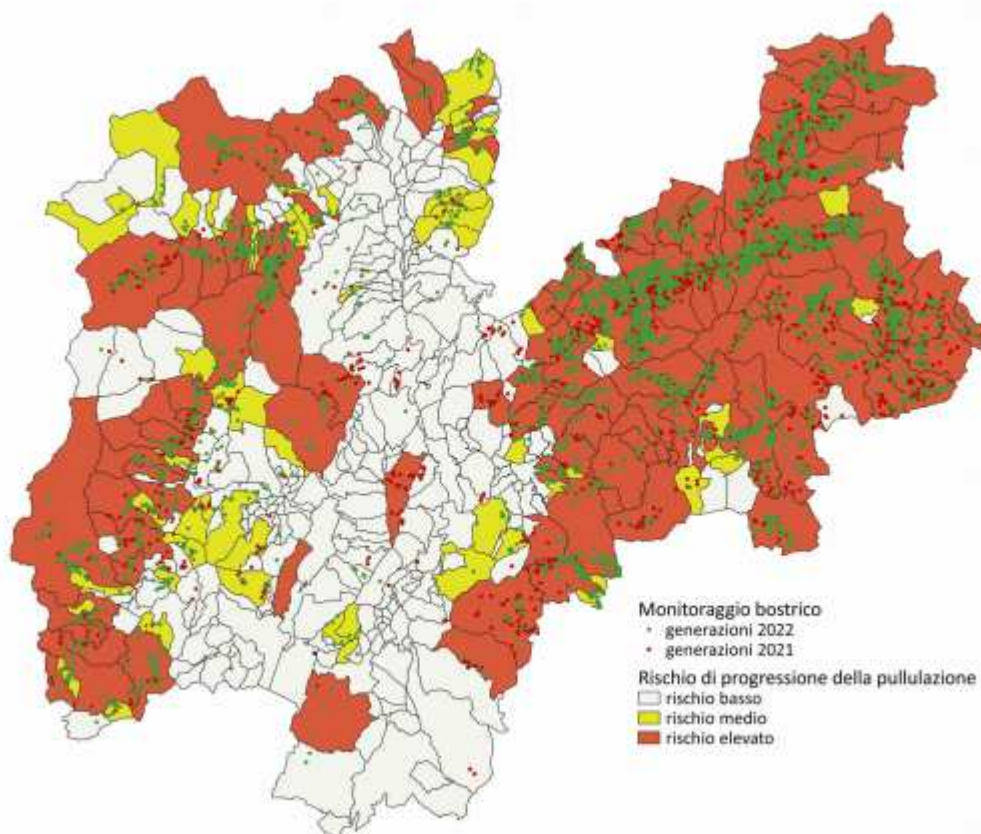 Monitoraggio bostrico
generazioni 2022
generazioni 2021
Rischio di progressione della pullulazione
rischio basso
rischio medio
rischio elevato